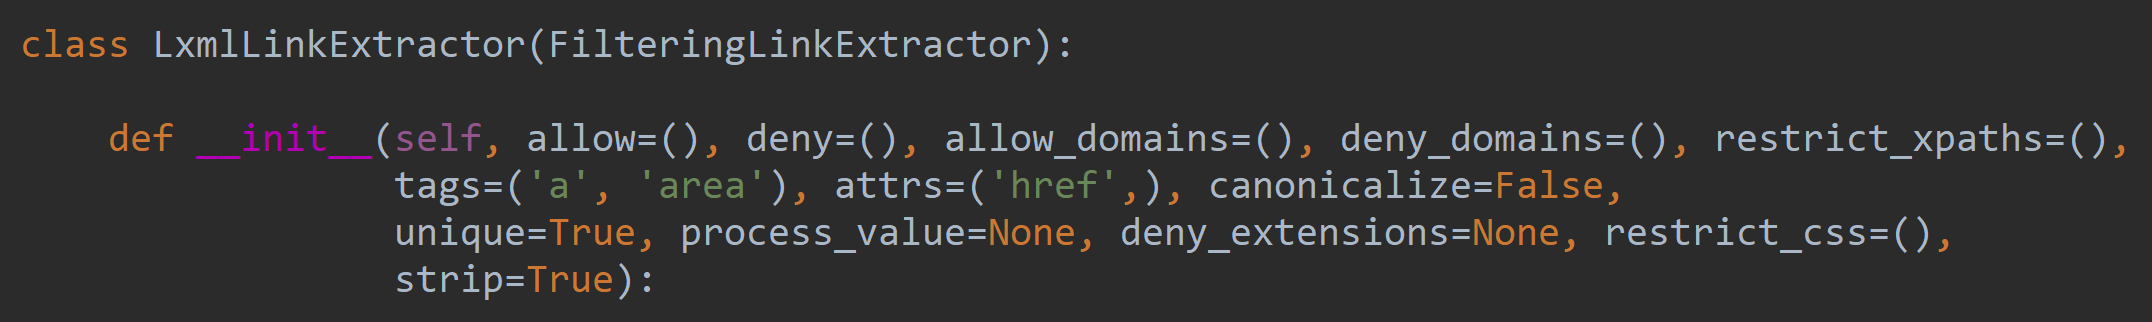 class LxmlLinkExtractor(FilteringLinkExtractor):
def __init__(self, allow=(), deny=(), allow_domains=(), deny_domains=(), restrict_xpaths=(),
tags=('a', 'area'), attrs=('href',), canonicalize=False,
unique=True, process_value=None, deny_extensions=None, restrict_css=(),
strip=True):